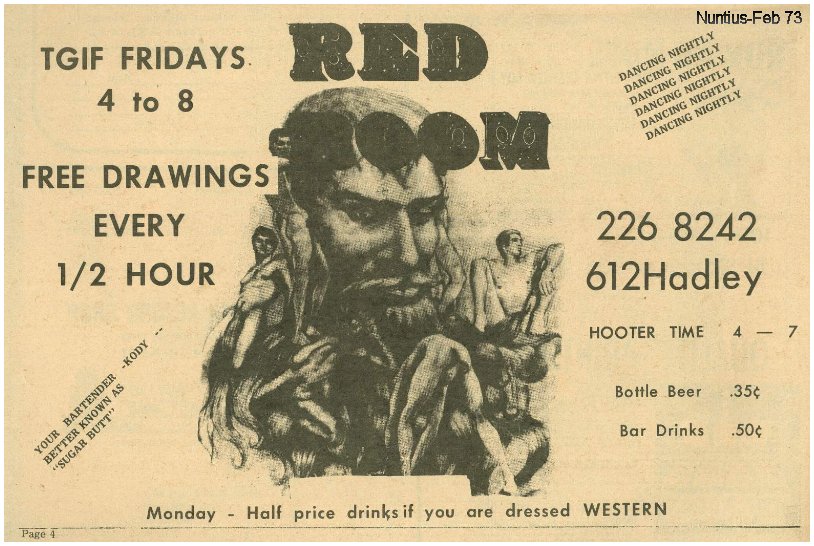 Nuntius-Feb 73
RED
ROOM
TGIF FRIDAYS
4 to 8
FREE DRAWINGS
EVERY
1/2 HOUR
YOUR BARTENDER -KODY --
BETTER KNOWN AS
"SUGAR BUTT"
DANCING NIGHTLY
DANCING NIGHTLY
DANCING NIGHTLY
DANCING NIGHTLY
DANCING NIGHTLY
DANCING NIGHTLY
226 8242
612Hadley
HOOTER TIME 4 — 7
Bottle Beer .35¢
Bar Drinks .50¢
Monday - Half price drinks if you are dressed WESTERN
Page 4